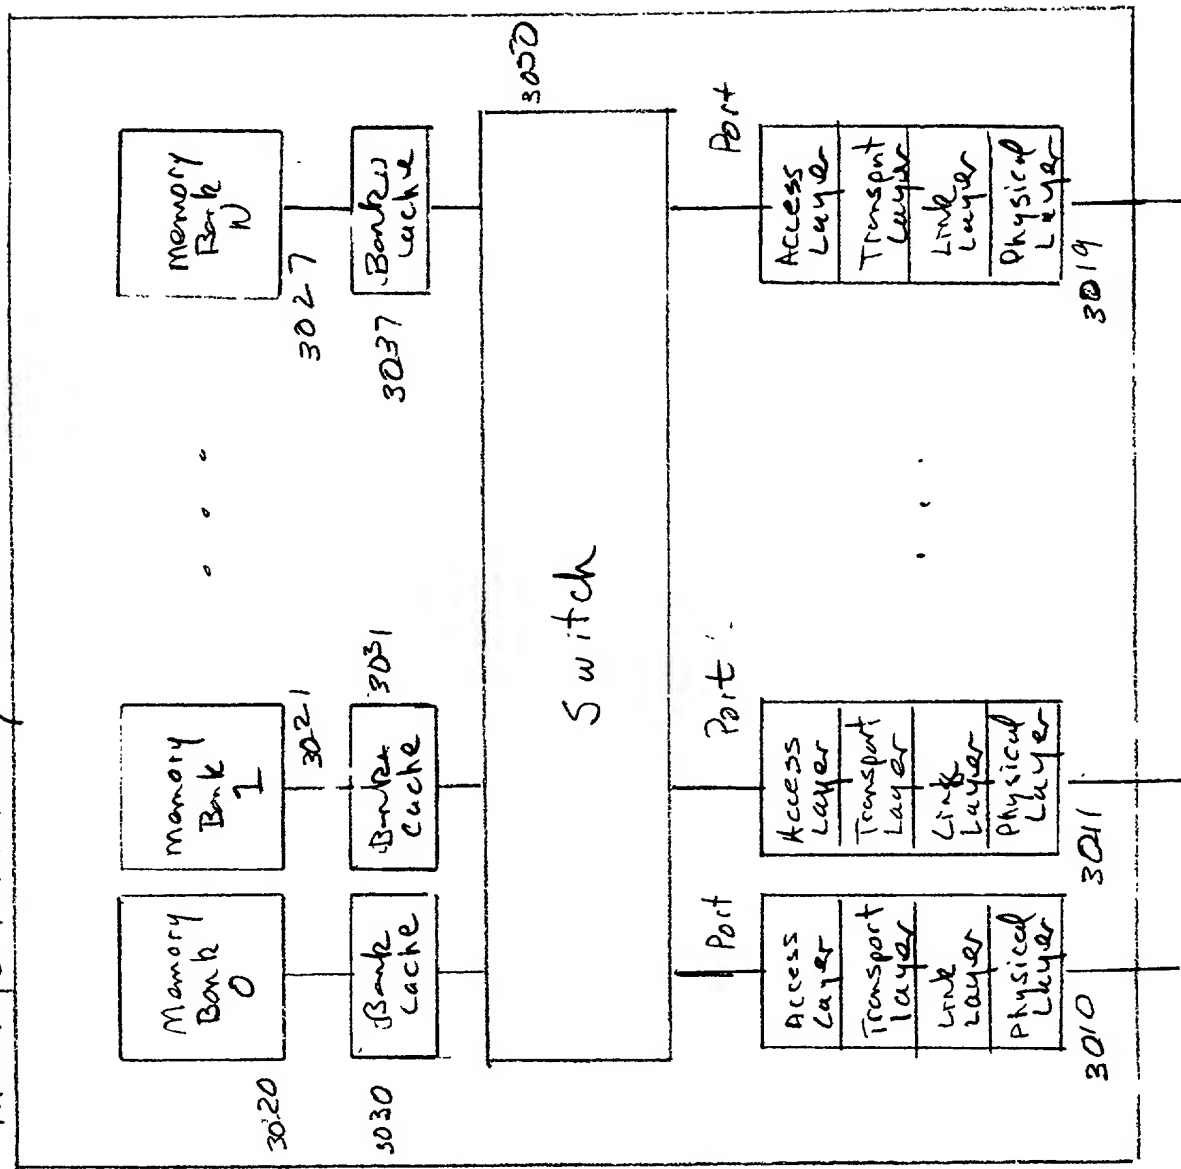 Memory
Bank
0
3020
Memory
Bank
1
3021
Memory
Bank
N
3027
Bank
Cache
3030
Bank
Cache
3031
Bank
Cache
3037
Switch
3050
Port
Port
Port
Access
Layer
Transport
Layer
Link
Layer
Physical
Layer
3010
Access
Layer
Transport
Layer
Link
Layer
Physical
Layer
3011
Access
Layer
Transport
Layer
Link
Layer
Physical
Layer
3019